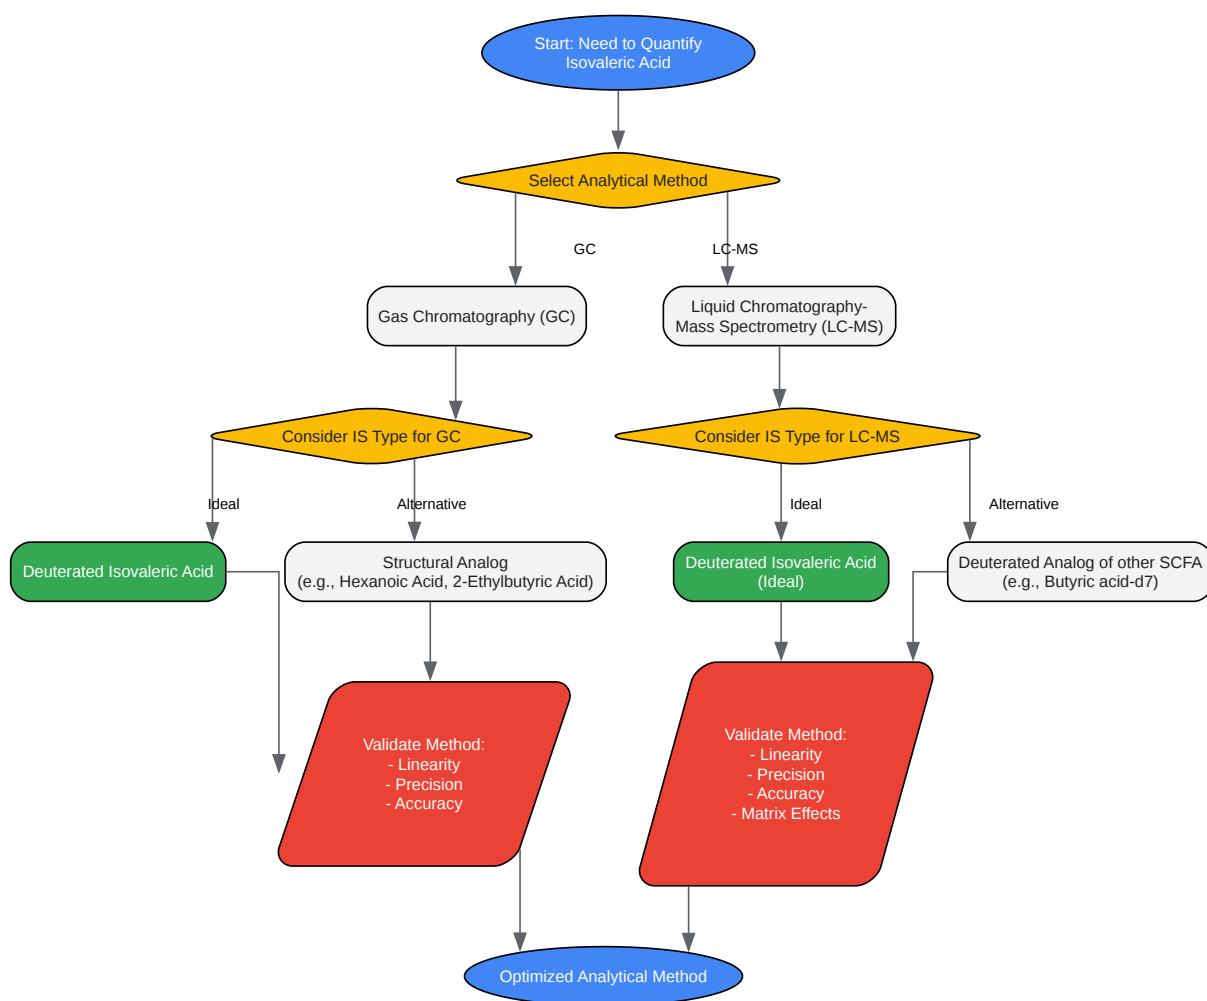 Start: Need to Quantify
Isovaleric Acid
Select Analytical Method
GC
LC-MS
Gas Chromatography (GC)
Liquid Chromatography-
Mass Spectrometry (LC-MS)
Consider IS Type for GC
Consider IS Type for LC-MS
Ideal
Alternative
Ideal
Alternative
Deuterated Isovaleric Acid
Structural Analog
(e.g., Hexanoic Acid, 2-Ethylbutyric Acid)
Deuterated Isovaleric Acid
(Ideal)
Deuterated Analog of other SCFA
(e.g., Butyric acid-d7)
Validate Method:
- Linearity
- Precision
- Accuracy
Validate Method:
- Linearity
- Precision
- Accuracy
- Matrix Effects
Optimized Analytical Method